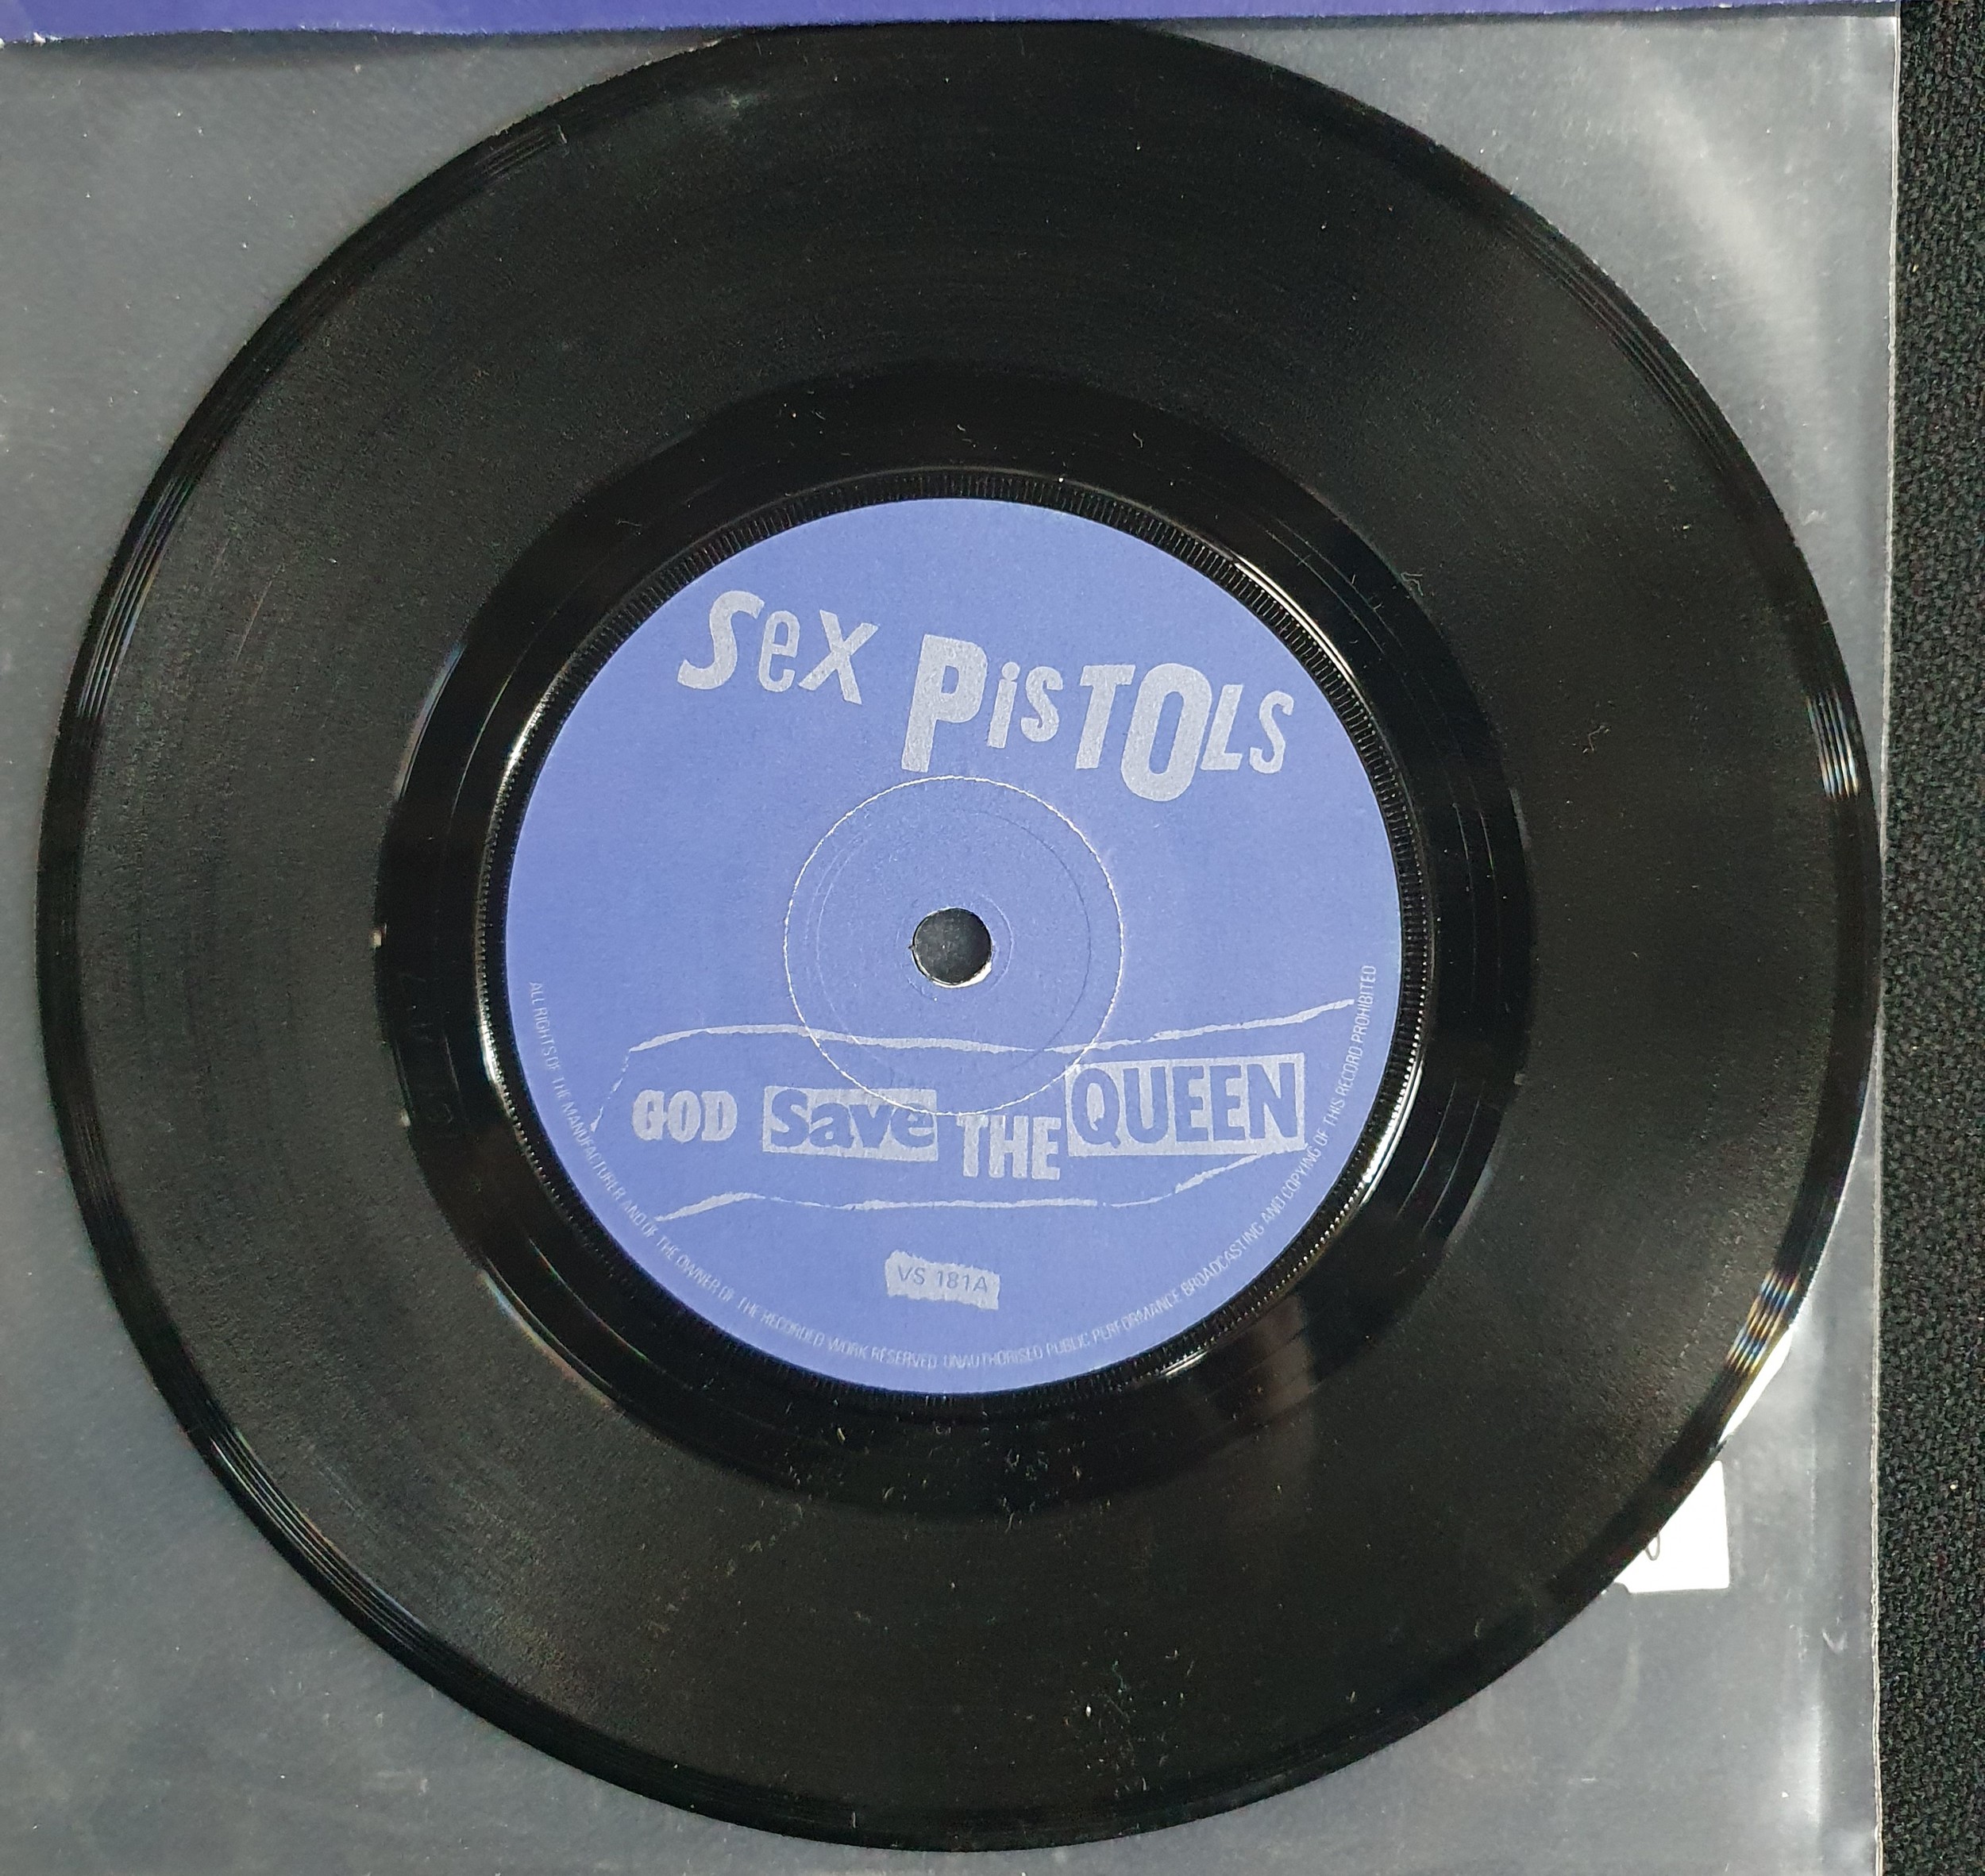 Sex PisTOLS
GOD Save THE QUEEN
VS 181A
ALL RIGHTS OF THE MANUFACTURER AND OF THE OWNER OF THE RECORDED WORK RESERVED UNAUTHORISED PUBLIC PERFORMANCE BROADCASTING AND COPYING OF THIS RECORD PROHIBITED